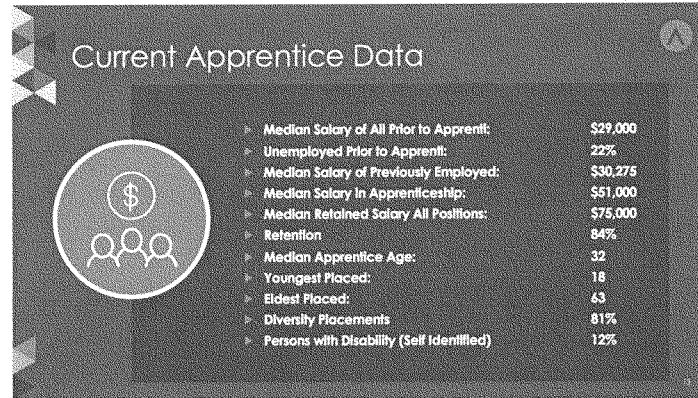 Current Apprentice Data
Median Salary of All Prior to Apprenti: $29,000
Unemployed Prior to Apprenti: 22%
Median Salary of Previously Employed: $30,275
Median Salary in Apprenticeship: $51,000
Median Retained Salary All Positions: $75,000
Retention 84%
Median Apprentice Age: 32
Youngest Placed: 18
Eldest Placed: 63
Diversity Placements 81%
Persons with Disability (Self Identified) 12%
$